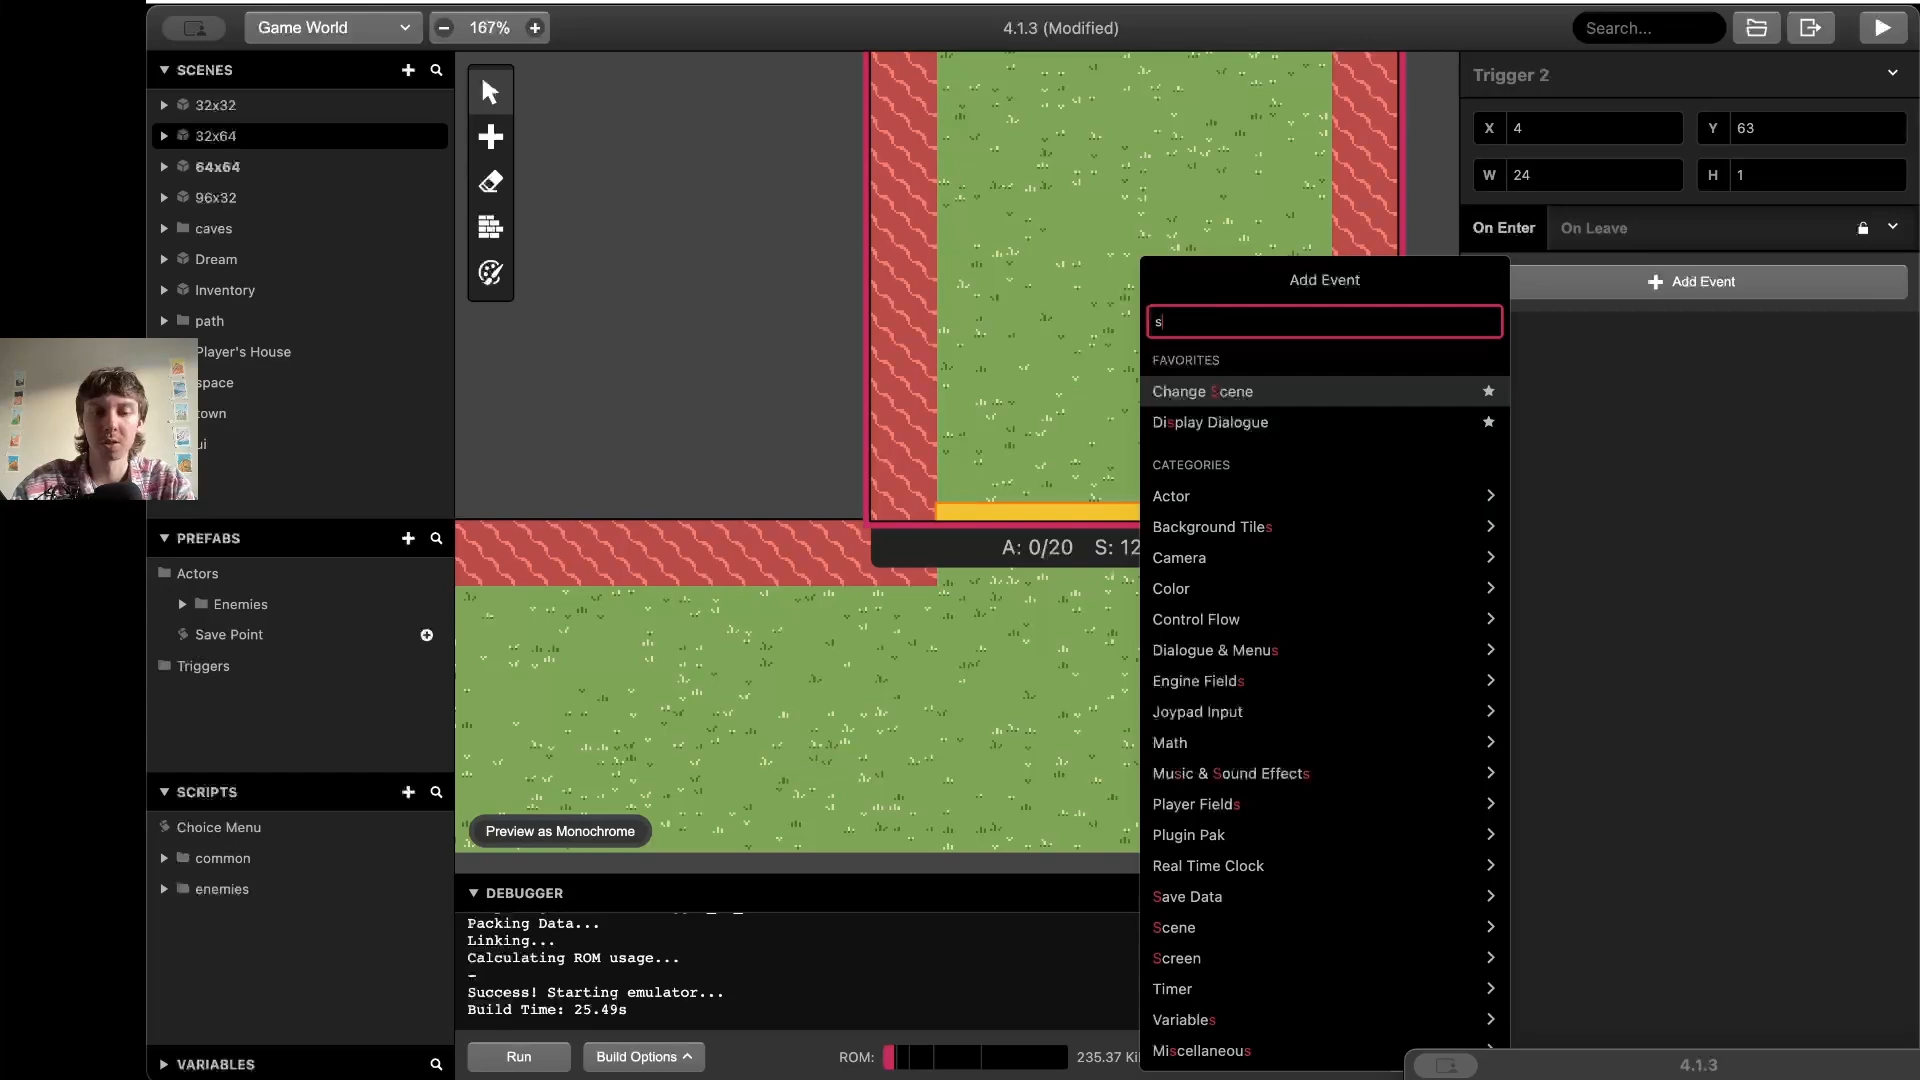 Game World
167%
4.1.3 (Modified)
Search...
SCENES
32x32
32x64
64x64
96x32
caves
Dream
Inventory
path
Player's House
space
town
ui
PREFABS
Actors
Enemies
Save Point
Triggers
SCRIPTS
Choice Menu
common
enemies
VARIABLES
A: 0/20 S: 12
Preview as Monochrome
DEBUGGER
Packing Data...
Linking...
Calculating ROM usage...
-
Success! Starting emulator...
Build Time: 25.49s
Run
Build Options
ROM:
235.37 Ki
Add Event
s
FAVORITES
Change Scene
Display Dialogue
CATEGORIES
Actor
Background Tiles
Camera
Color
Control Flow
Dialogue & Menus
Engine Fields
Joypad Input
Math
Music & Sound Effects
Player Fields
Plugin Pak
Real Time Clock
Save Data
Scene
Screen
Timer
Variables
Miscellaneous
Trigger 2
X 4
Y 63
W 24
H 1
On Enter
On Leave
Add Event
4.1.3